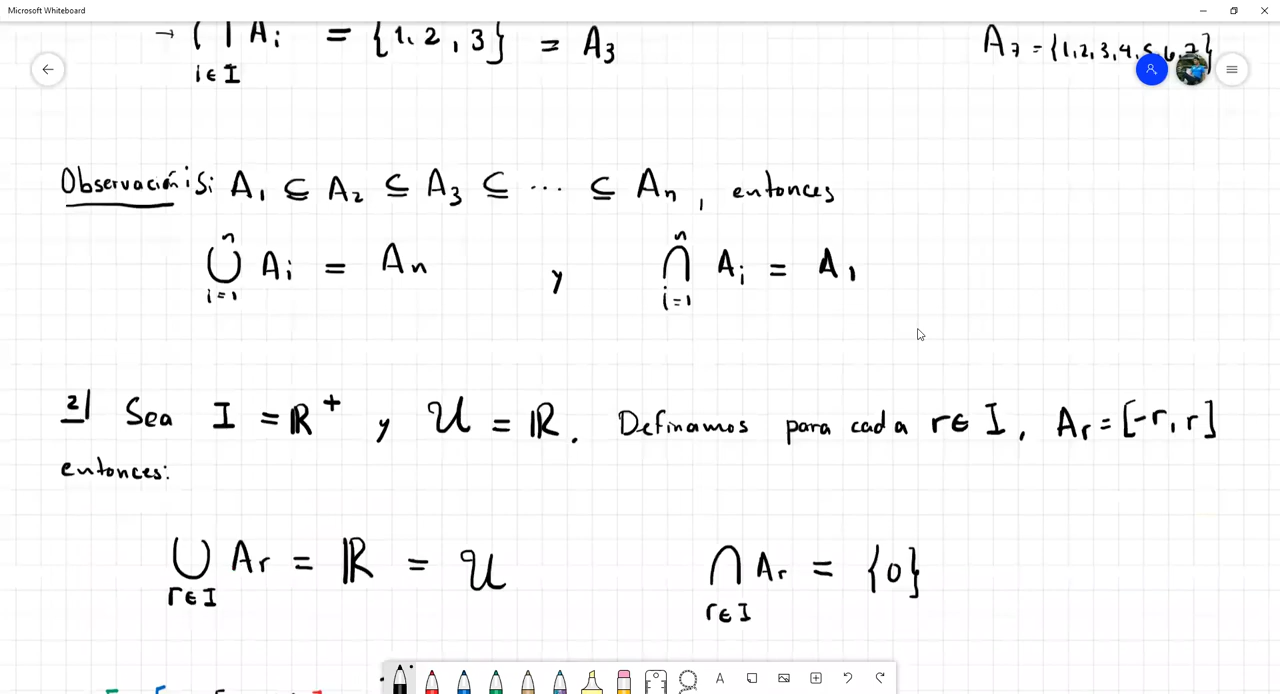 Microsoft Whiteboard
→ ⋂ Ai = {1, 2, 3} = A3
i∈I
A7 = {1,2,3,4,5,6,7}
Observación: Si A1 ⊆ A2 ⊆ A3 ⊆ ... ⊆ An, entonces
n
⋃ Ai = An y ⋂ Ai = A1
i=1
n
i=1
2) Sea I = ℝ+ y U = ℝ. Definamos para cada r∈I, Ar = [-r, r]
entonces:
⋃ Ar = ℝ = U
r∈I
⋂ Ar = {0}
r∈I
A